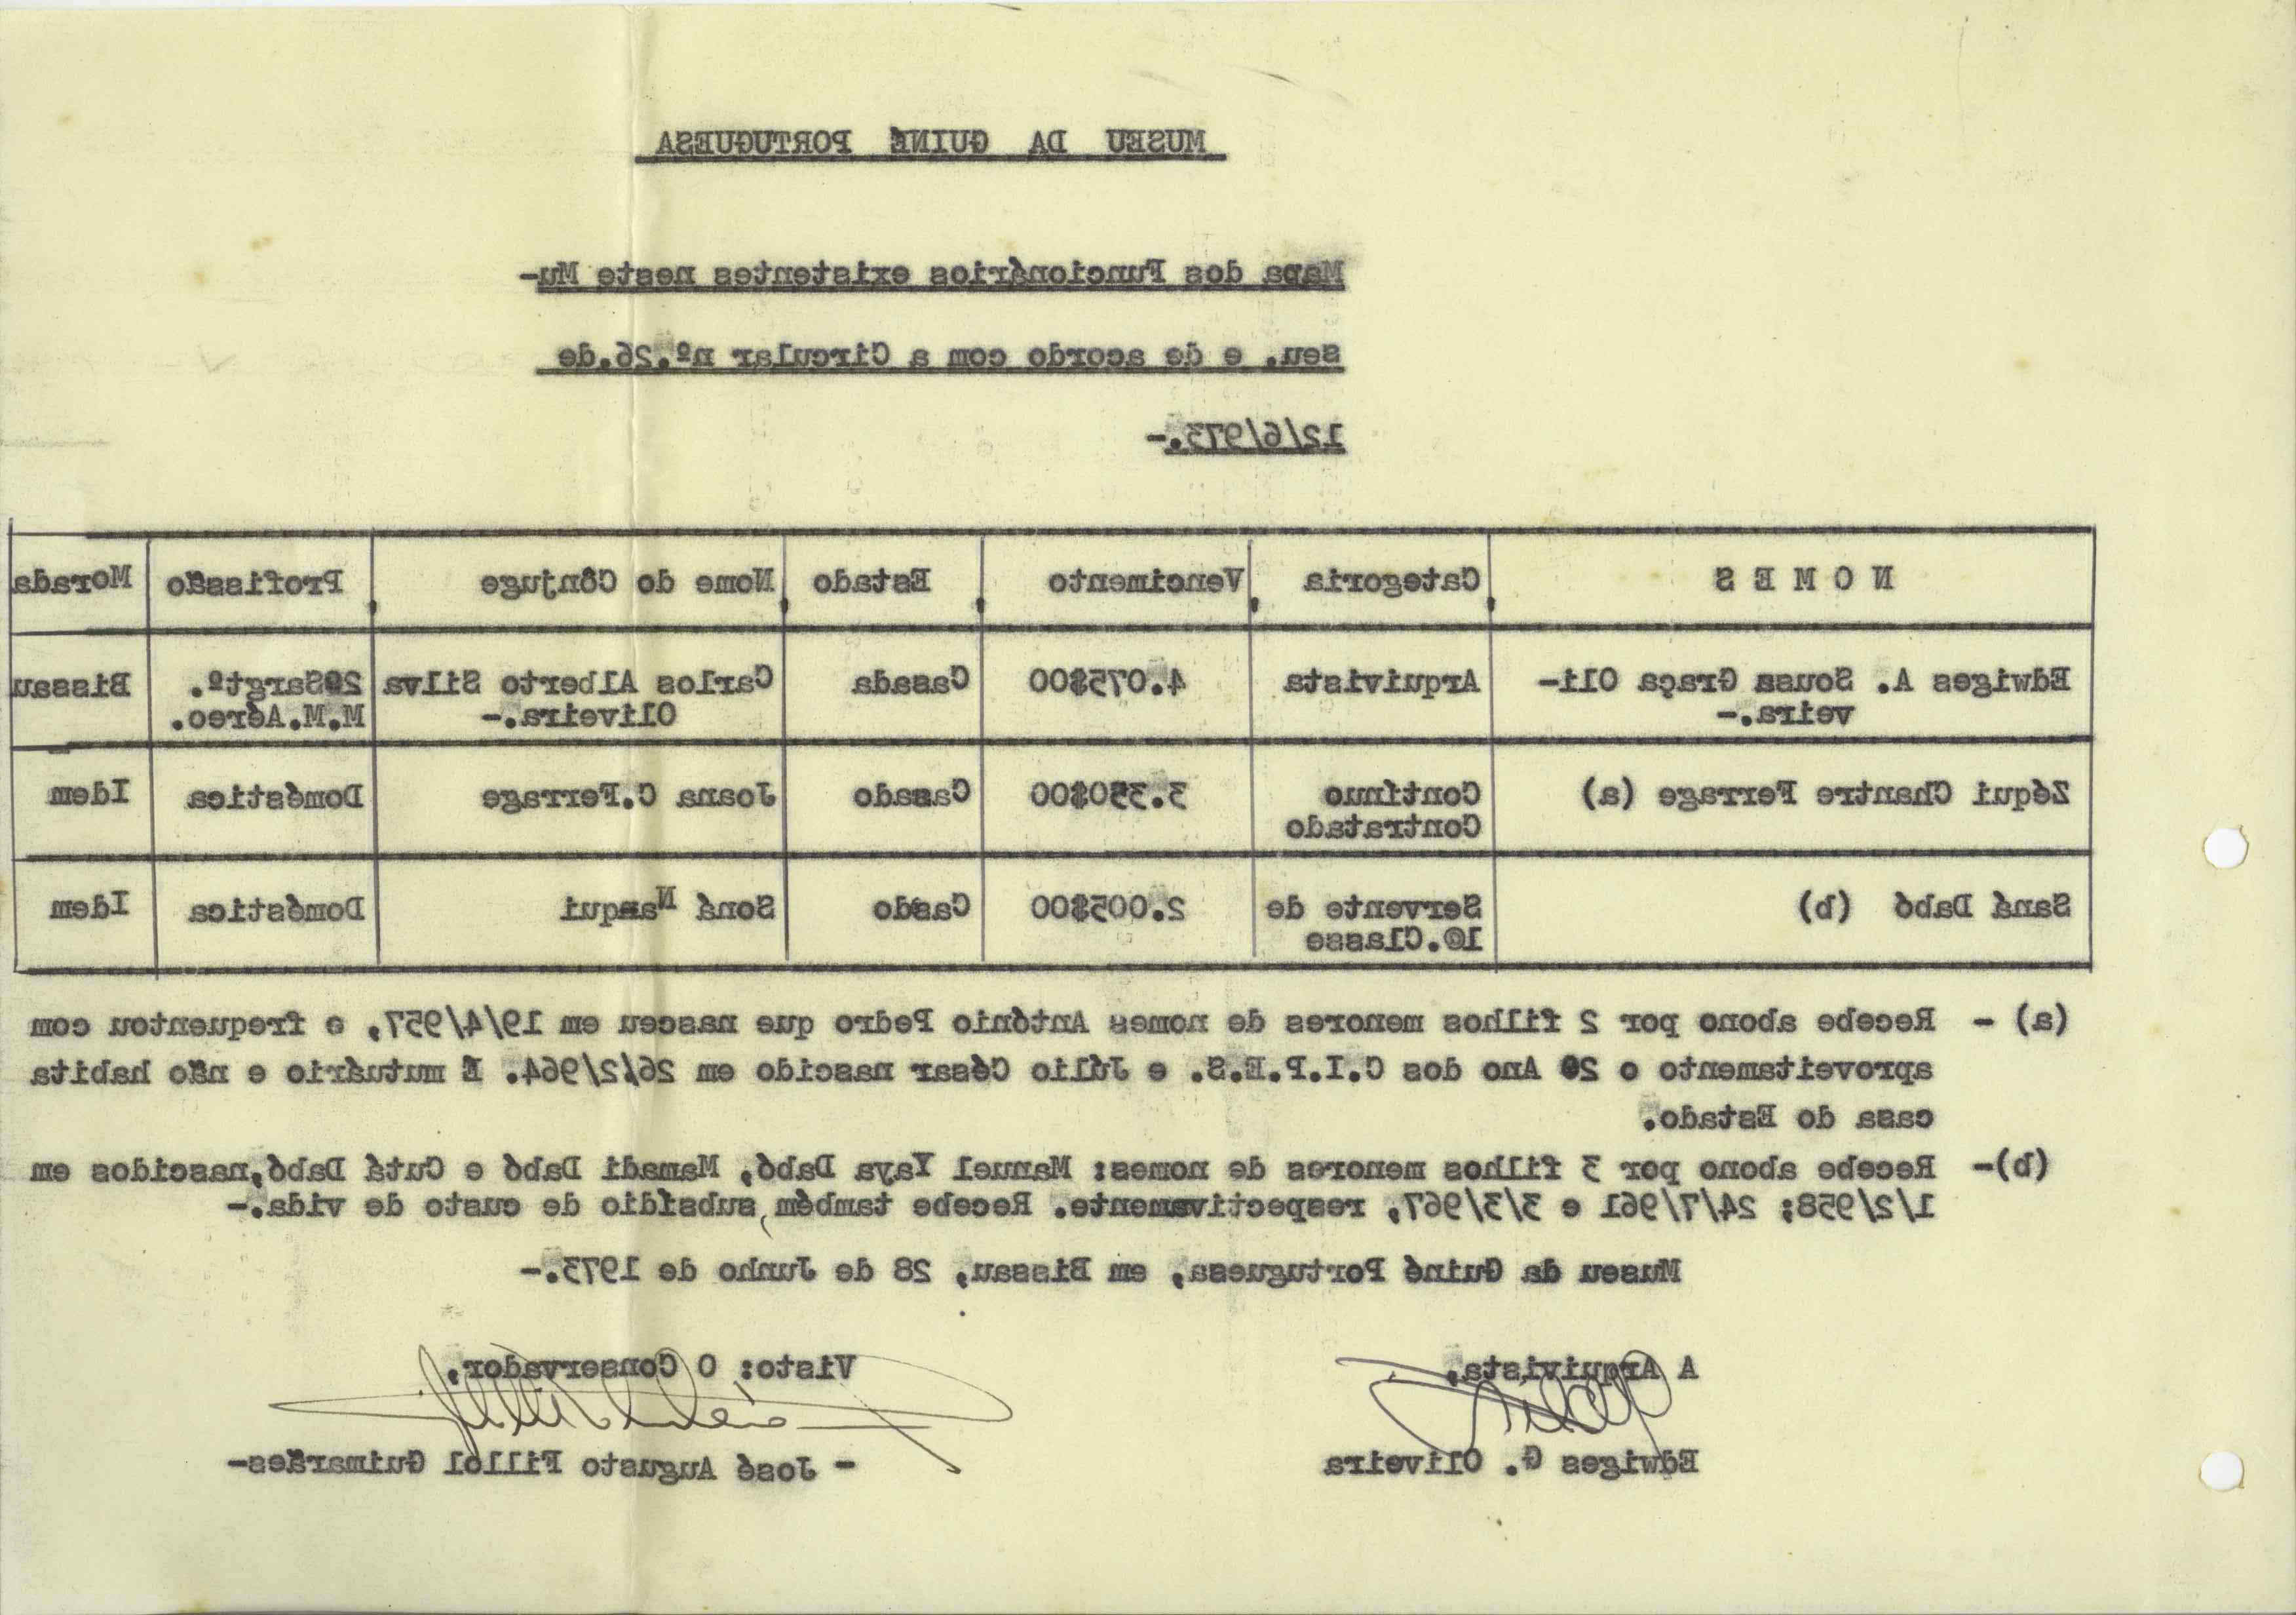 MUSEU DA GUINÉ PORTUGUESA
Mapa dos Funcionários existentes neste Mu-
seu. e de acordo com a Circular nº.26.de
12/6/973.-
N O M E S Categoria Vencimento Estado Nome do Cônjuge Profissão Morada
Edwiges A. Sousa Graça Oli- Arquivista 4.075$00 Casada Carlos Alberto Silva 2ºSargtº. Bissau
veira.- Oliveira.- M.M.Aéreo.
Zéqui Chantre Ferrage (a) Contínuo 3.350$00 Casado Joana C.Ferrage Doméstica Idem
Contratado
Saná Dabó (b) Servente de 2.005$00 Casdo Soná Nanqui Doméstica Idem
1@.Classe
(a) - Recebe abono por 2 filhos menores de nomes António Pedro que nasceu em 19/4/957, e frequentou com
aproveitamento o 2º Ano dos C.I.P.E.S. e Júlio César nascido em 26/2/964. É mutuário e não habita
casa do Estado.
(b)- Recebe abono por 3 filhos menores de nomes: Manuel Yaya Dabó, Mamadi Dabó e Cutá Dabó,nascidos em
1/2/958; 24/7/961 e 3/3/967, respectivamente. Recebe também subsídio de custo de vida.-
Museu da Guiné Portuguesa, em Bissau, 28 de Junho de 1973.-
A Arquivista, Visto: O Conservador.
Edwiges G. Oliveira - José Augusto Fillol Guimarães-